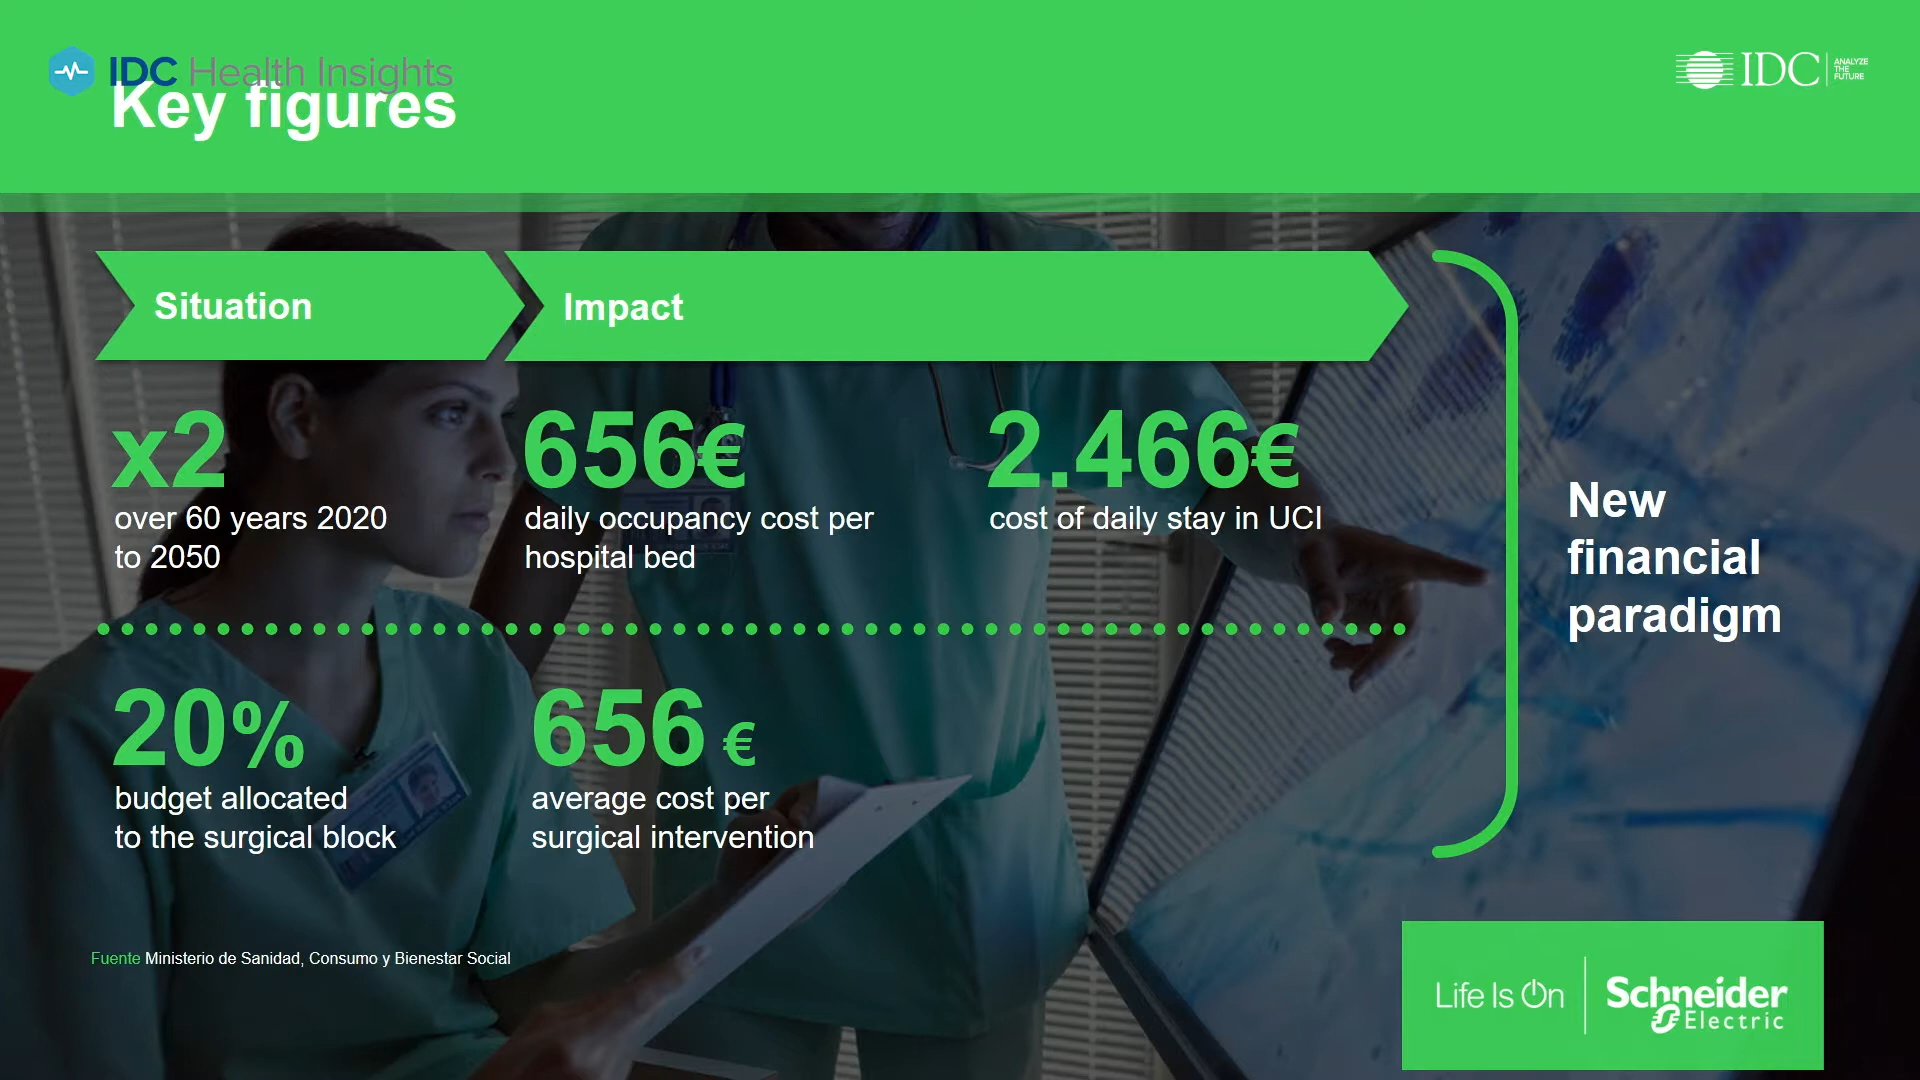 IDC Health Insights
Key figures
IDC
ANALYZE
THE
FUTURE
Situation
Impact
x2
over 60 years 2020
to 2050
656€
daily occupancy cost per
hospital bed
2.466€
cost of daily stay in UCI
New
financial
paradigm
20%
budget allocated
to the surgical block
656 €
average cost per
surgical intervention
Fuente Ministerio de Sanidad, Consumo y Bienestar Social
Life Is On
Schneider
Electric